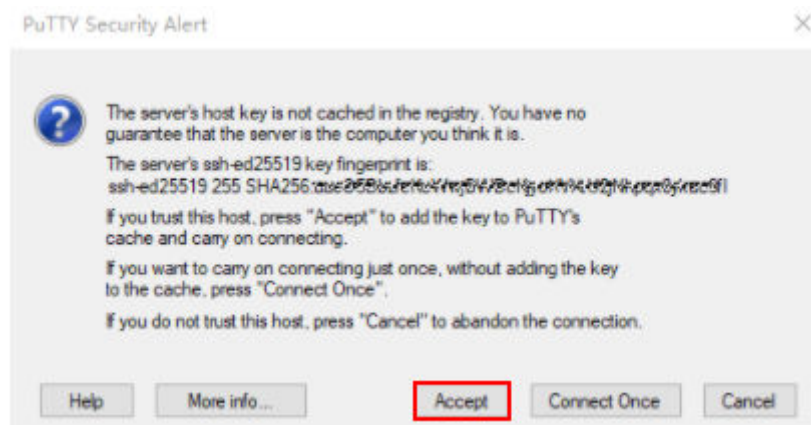 PuTTY Security Alert
The server's host key is not cached in the registry. You have no
guarantee that the server is the computer you think it is.
The server's ssh-ed25519 key fingerprint is:
ssh-ed25519 255 SHA256:
If you trust this host, press "Accept" to add the key to PuTTY's
cache and carry on connecting.
If you want to carry on connecting just once, without adding the key
to the cache, press "Connect Once".
If you do not trust this host, press "Cancel" to abandon the connection.
Help More info... Accept Connect Once Cancel